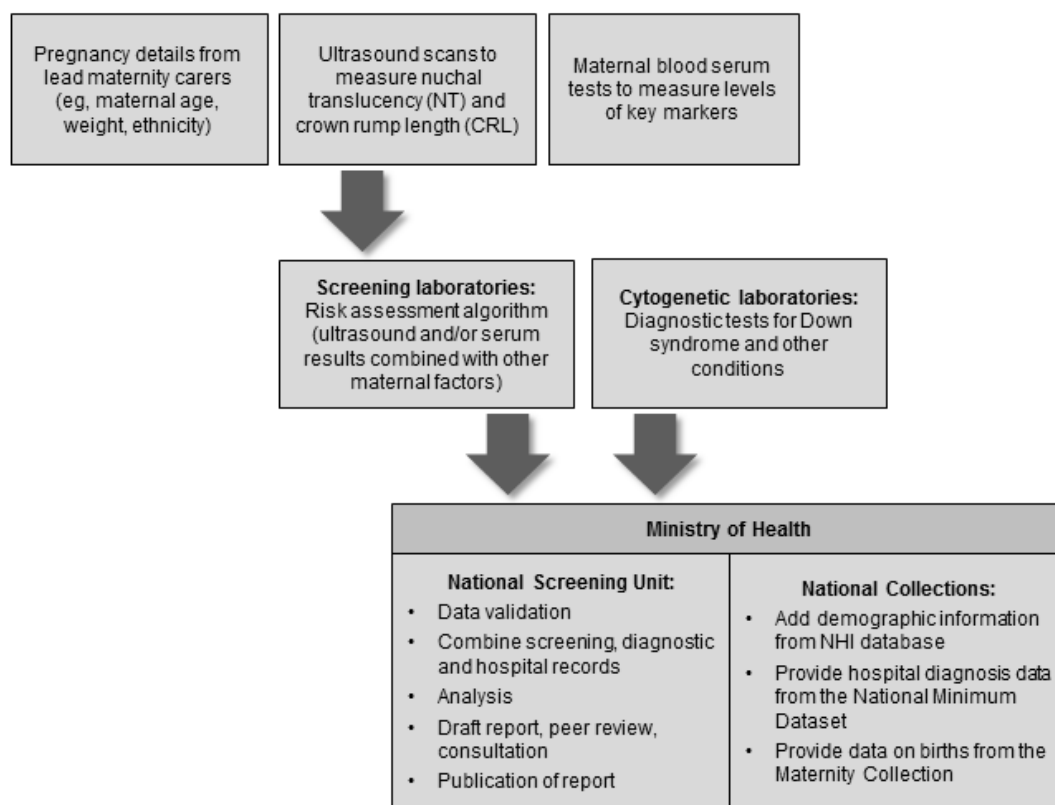 Pregnancy details from
lead maternity carers
(eg, maternal age,
weight, ethnicity)
Ultrasound scans to
measure nuchal
translucency (NT) and
crown rump length (CRL)
Maternal blood serum
tests to measure levels
of key markers
Screening laboratories:
Risk assessment algorithm
(ultrasound and/or serum
results combined with other
maternal factors)
Cytogenetic laboratories:
Diagnostic tests for Down
syndrome and other
conditions
Ministry of Health
National Screening Unit:
• Data validation
• Combine screening, diagnostic
and hospital records
• Analysis
• Draft report, peer review,
consultation
• Publication of report
National Collections:
• Add demographic information
from NHI database
• Provide hospital diagnosis data
from the National Minimum
Dataset
• Provide data on births from the
Maternity Collection